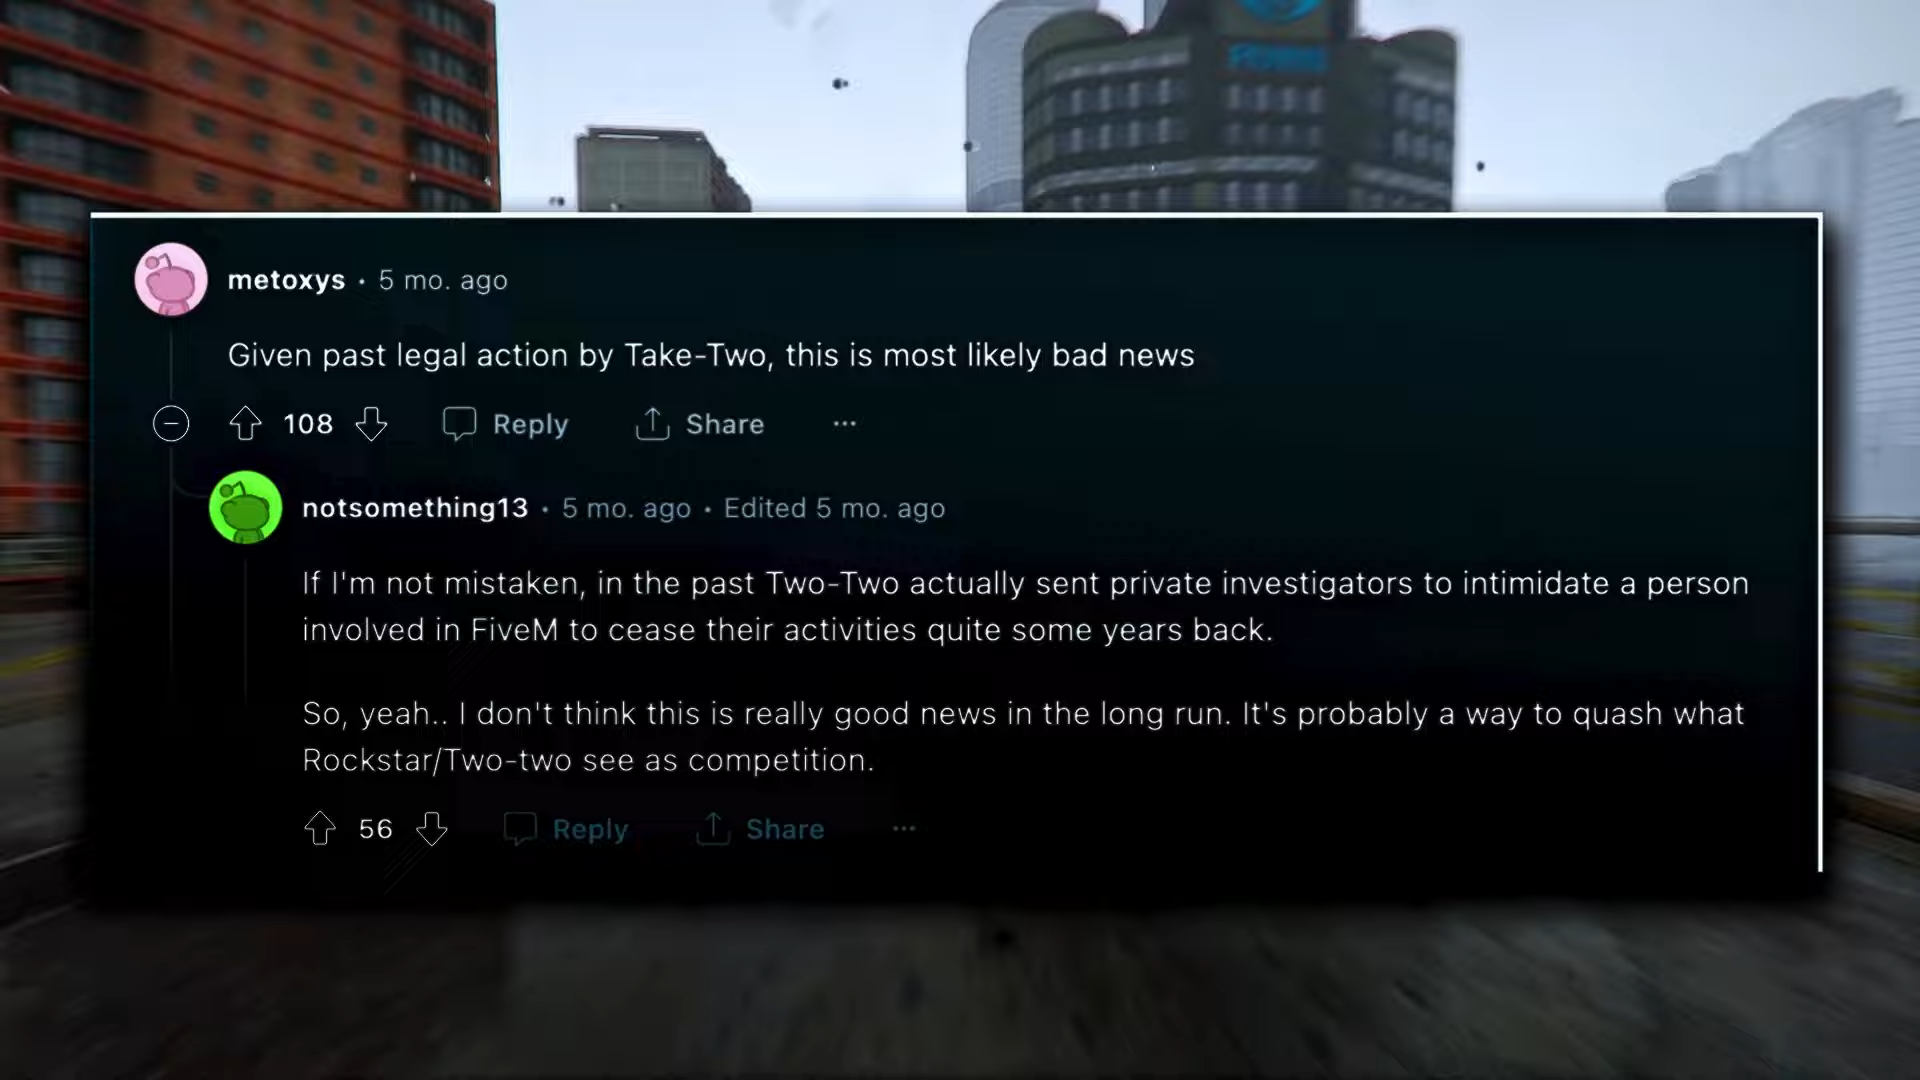 metoxys · 5 mo. ago
Given past legal action by Take-Two, this is most likely bad news
108 Reply Share ···
notsomething13 · 5 mo. ago · Edited 5 mo. ago
If I'm not mistaken, in the past Two-Two actually sent private investigators to intimidate a person
involved in FiveM to cease their activities quite some years back.
So, yeah.. I don't think this is really good news in the long run. It's probably a way to quash what
Rockstar/Two-two see as competition.
56 Reply Share ···